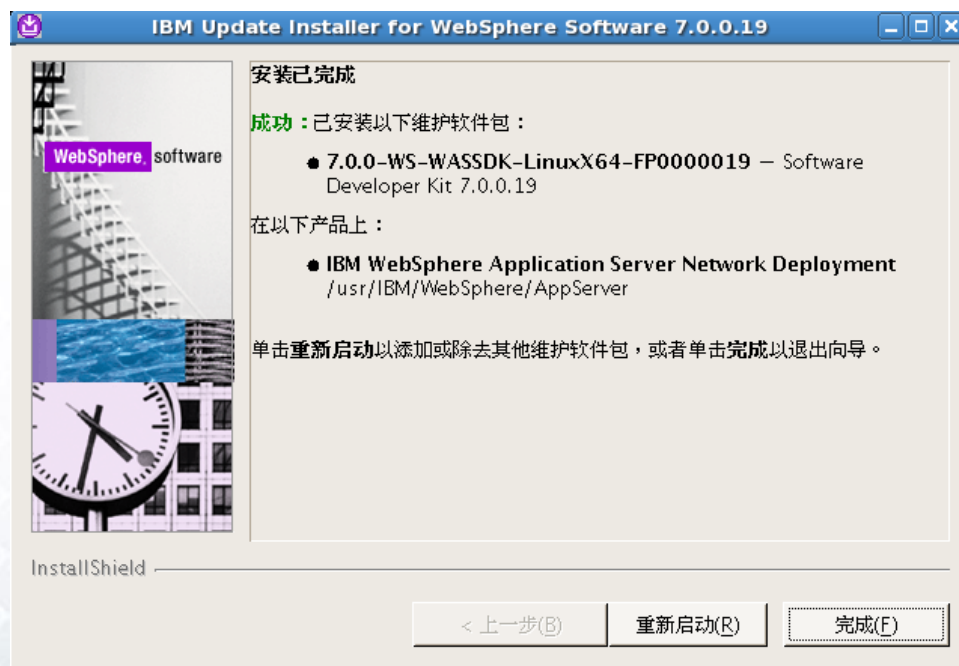 IBM Update Installer for WebSphere Software 7.0.0.19
WebSphere. software
安装已完成
成功：已安装以下维护软件包：
● 7.0.0-WS-WASSDK-LinuxX64-FP0000019 – Software
Developer Kit 7.0.0.19
在以下产品上：
● IBM WebSphere Application Server Network Deployment
/usr/IBM/WebSphere/AppServer
单击重新启动以添加或除去其他维护软件包，或者单击完成以退出向导。
InstallShield
< 上一步(B)
重新启动(R)
完成(F)